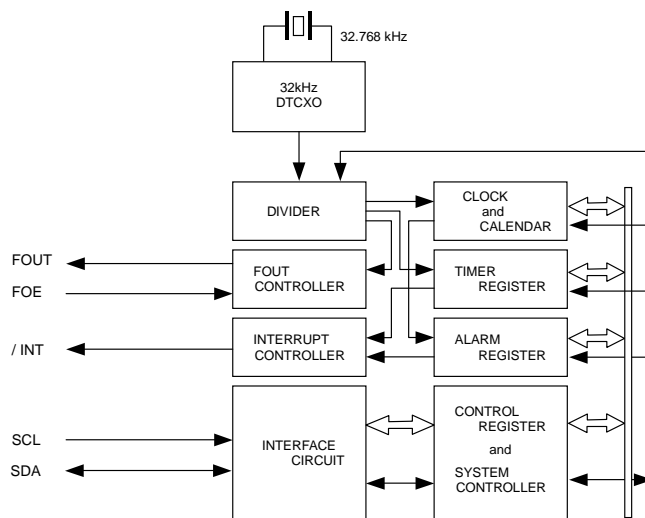 32.768 kHz
32kHz
DTCXO
DIVIDER
CLOCK
and
CALENDAR
FOUT
FOE
FOUT
CONTROLLER
TIMER
REGISTER
/ INT
INTERRUPT
CONTROLLER
ALARM
REGISTER
SCL
SDA
INTERFACE
CIRCUIT
CONTROL
REGISTER
and
SYSTEM
CONTROLLER